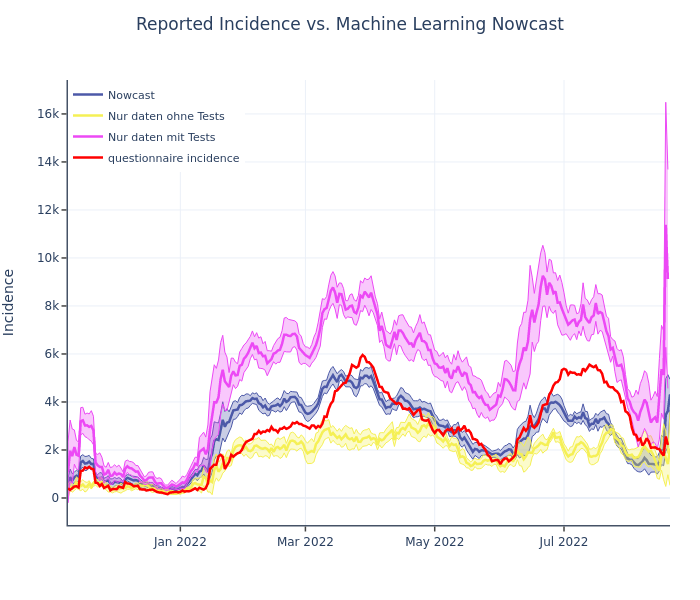 Reported Incidence vs. Machine Learning Nowcast
Nowcast
Nur daten ohne Tests
Nur daten mit Tests
questionnaire incidence
Incidence
16k
14k
12k
10k
8k
6k
4k
2k
0
Jan 2022
Mar 2022
May 2022
Jul 2022